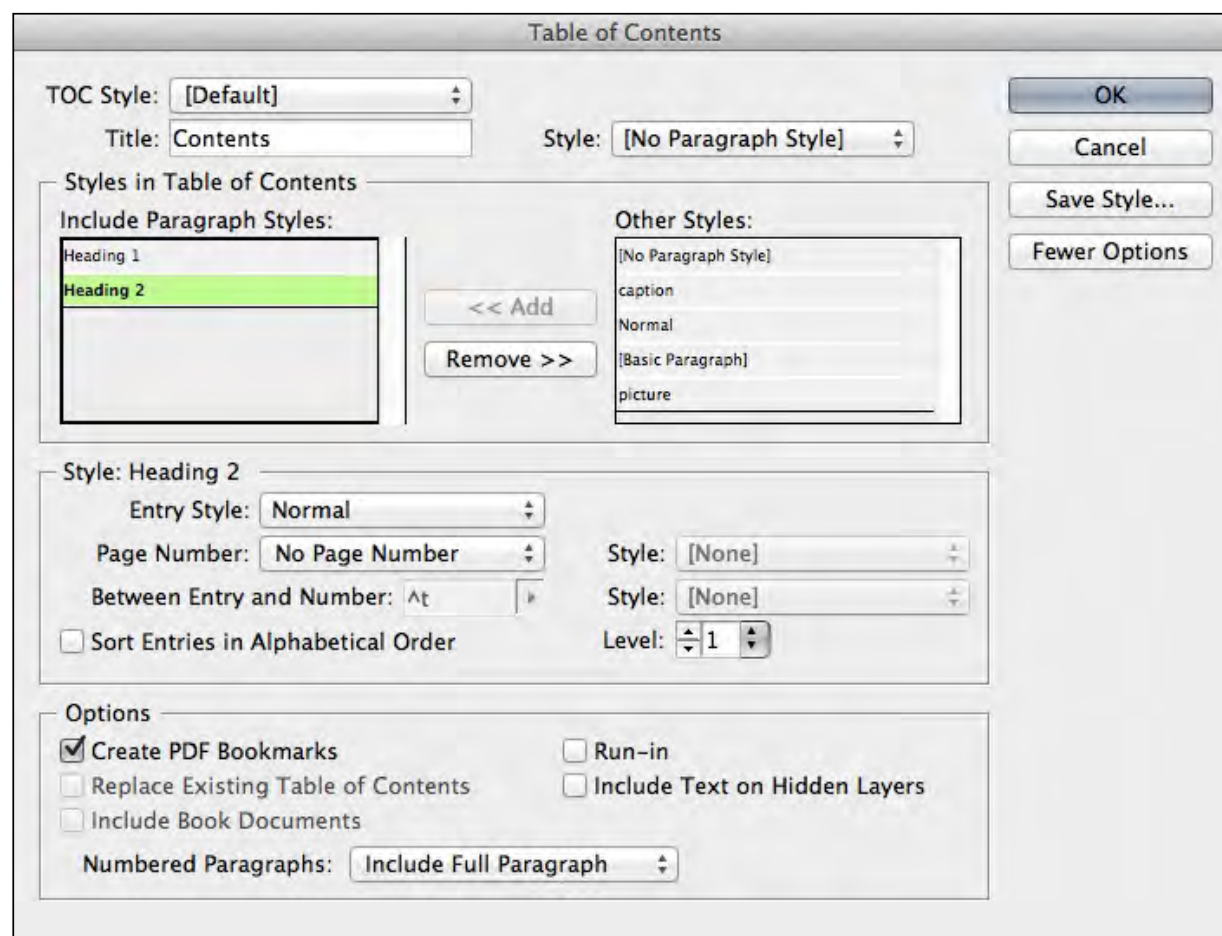 Table of Contents
TOC Style: [Default]
OK
Title: Contents
Style: [No Paragraph Style]
Cancel
Styles in Table of Contents
Save Style...
Include Paragraph Styles:
Other Styles:
Fewer Options
Heading 1
[No Paragraph Style]
Heading 2
caption
<< Add
Normal
Remove >>
[Basic Paragraph]
picture
Style: Heading 2
Entry Style: Normal
Page Number: No Page Number
Style: [None]
Between Entry and Number: ^t
Style: [None]
Sort Entries in Alphabetical Order
Level: 1
Options
Create PDF Bookmarks
Run-in
Replace Existing Table of Contents
Include Text on Hidden Layers
Include Book Documents
Numbered Paragraphs: Include Full Paragraph